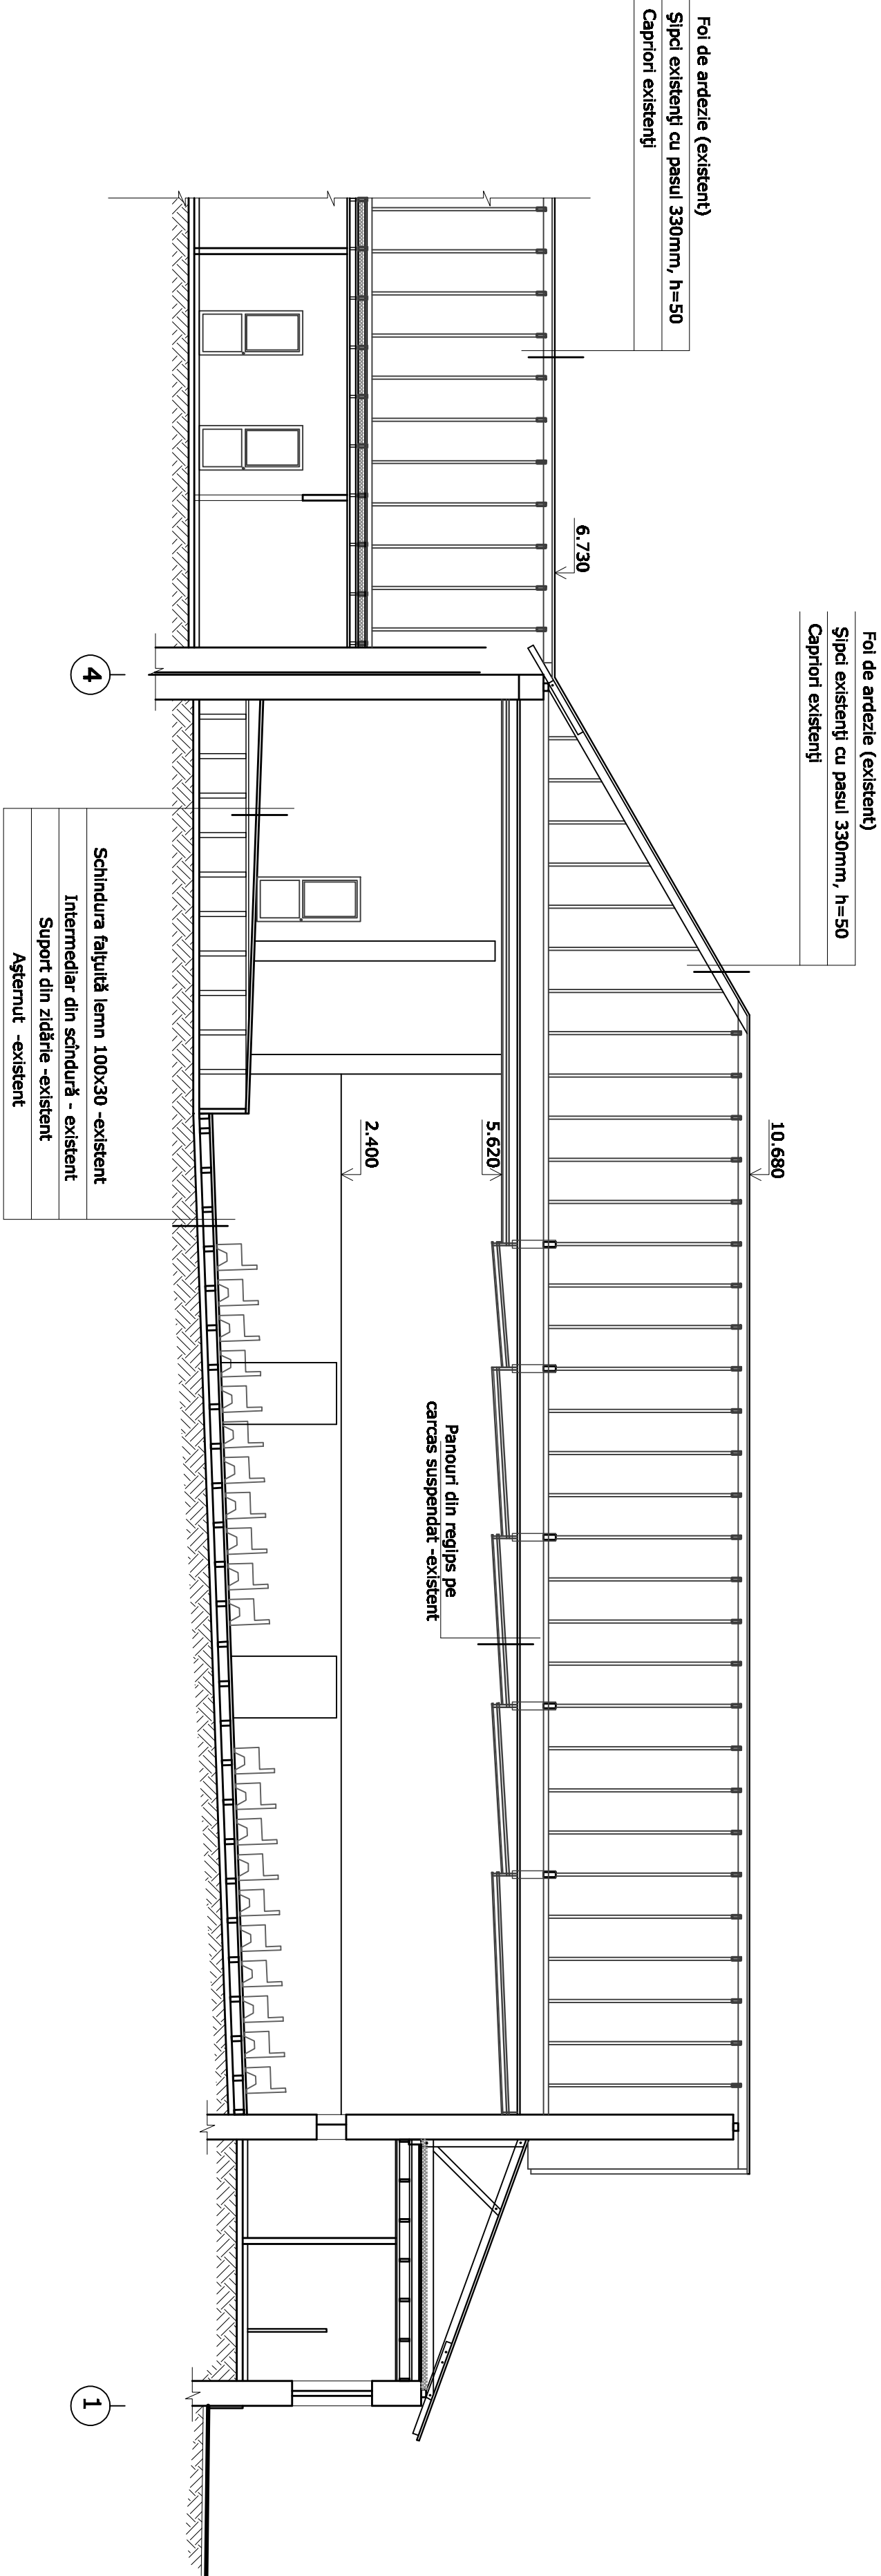 Foi de ardezie (existent)
Şipci existenţi cu pasul 330mm, h=50
Capriori existenţi
Foi de ardezie (existent)
Şipci existenţi cu pasul 330mm, h=50
Capriori existenţi
6.730
10.680
5.620
2.400
Panouri din regips pe
carcas suspendat -existent
4
1
Schindura falţuită lemn 100x30 -existent
Intermediar din scîndură - existent
Suport din zidărie -existent
Aşternut -existent